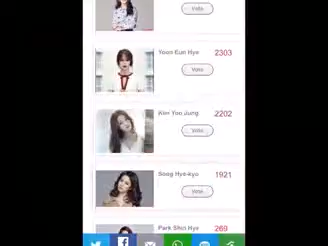 Vote
Yoon Eun Hye
2303
Vote
Kim Yoo Jung
2202
Vote
Song Hye-kyo
1921
Vote
Park Shin Hye
269